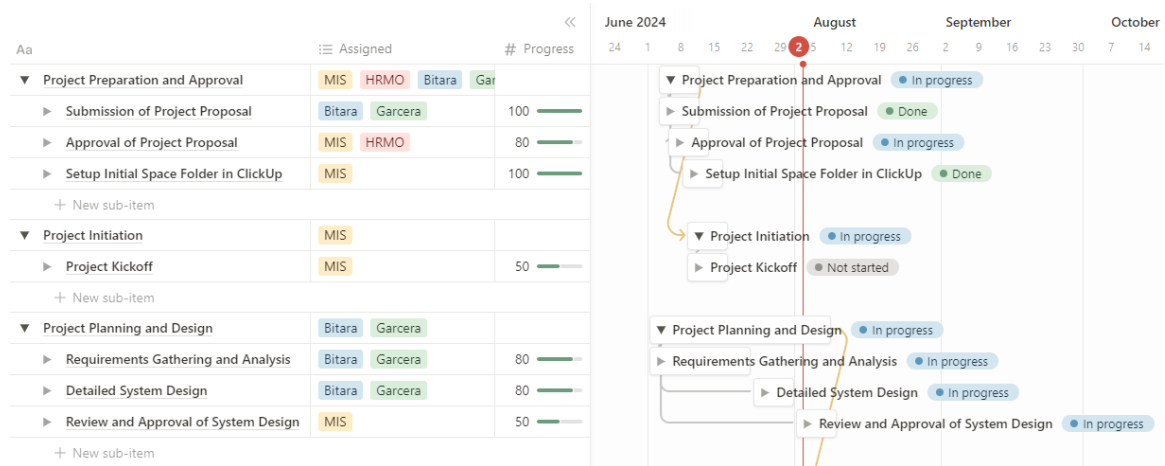 June 2024 August September October
Aa Assigned # Progress 24 1 8 15 22 29 2 5 12 19 26 2 9 16 23 30 7 14
Project Preparation and Approval MIS HRMO Bitara Gar Project Preparation and Approval In progress
Submission of Project Proposal Bitara Garcera 100 Submission of Project Proposal Done
Approval of Project Proposal MIS HRMO 80 Approval of Project Proposal In progress
Setup Initial Space Folder in ClickUp MIS 100 Setup Initial Space Folder in ClickUp Done
+ New sub-item
Project Initiation MIS Project Initiation In progress
Project Kickoff MIS 50 Project Kickoff Not started
+ New sub-item
Project Planning and Design Bitara Garcera Project Planning and Design In progress
Requirements Gathering and Analysis Bitara Garcera 80 Requirements Gathering and Analysis In progress
Detailed System Design Bitara Garcera 80 Detailed System Design In progress
Review and Approval of System Design MIS 50 Review and Approval of System Design In progress
+ New sub-item